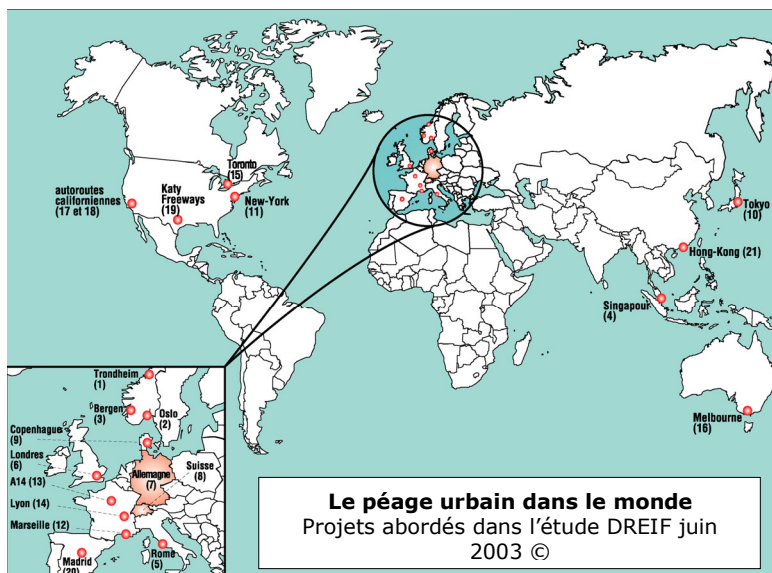 Toronto
(15)
Katy
Freeways
(19)
autoroutes
californiennes
(17 et 18)
New-York
(11)
Tokyo
(10)
Hong-Kong (21)
Singapour
(4)
Melbourne
(16)
Trondheim
(1)
Bergen
(3)
Oslo
(2)
Copenhague
(9)
Londres
(6)
Allemagne
(7)
Suisse
(8)
A14 (13)
Lyon (14)
Marseille (12)
Rome
(5)
Madrid
(20)
Le péage urbain dans le monde
Projets abordés dans l'étude DREIF juin
2003 ©